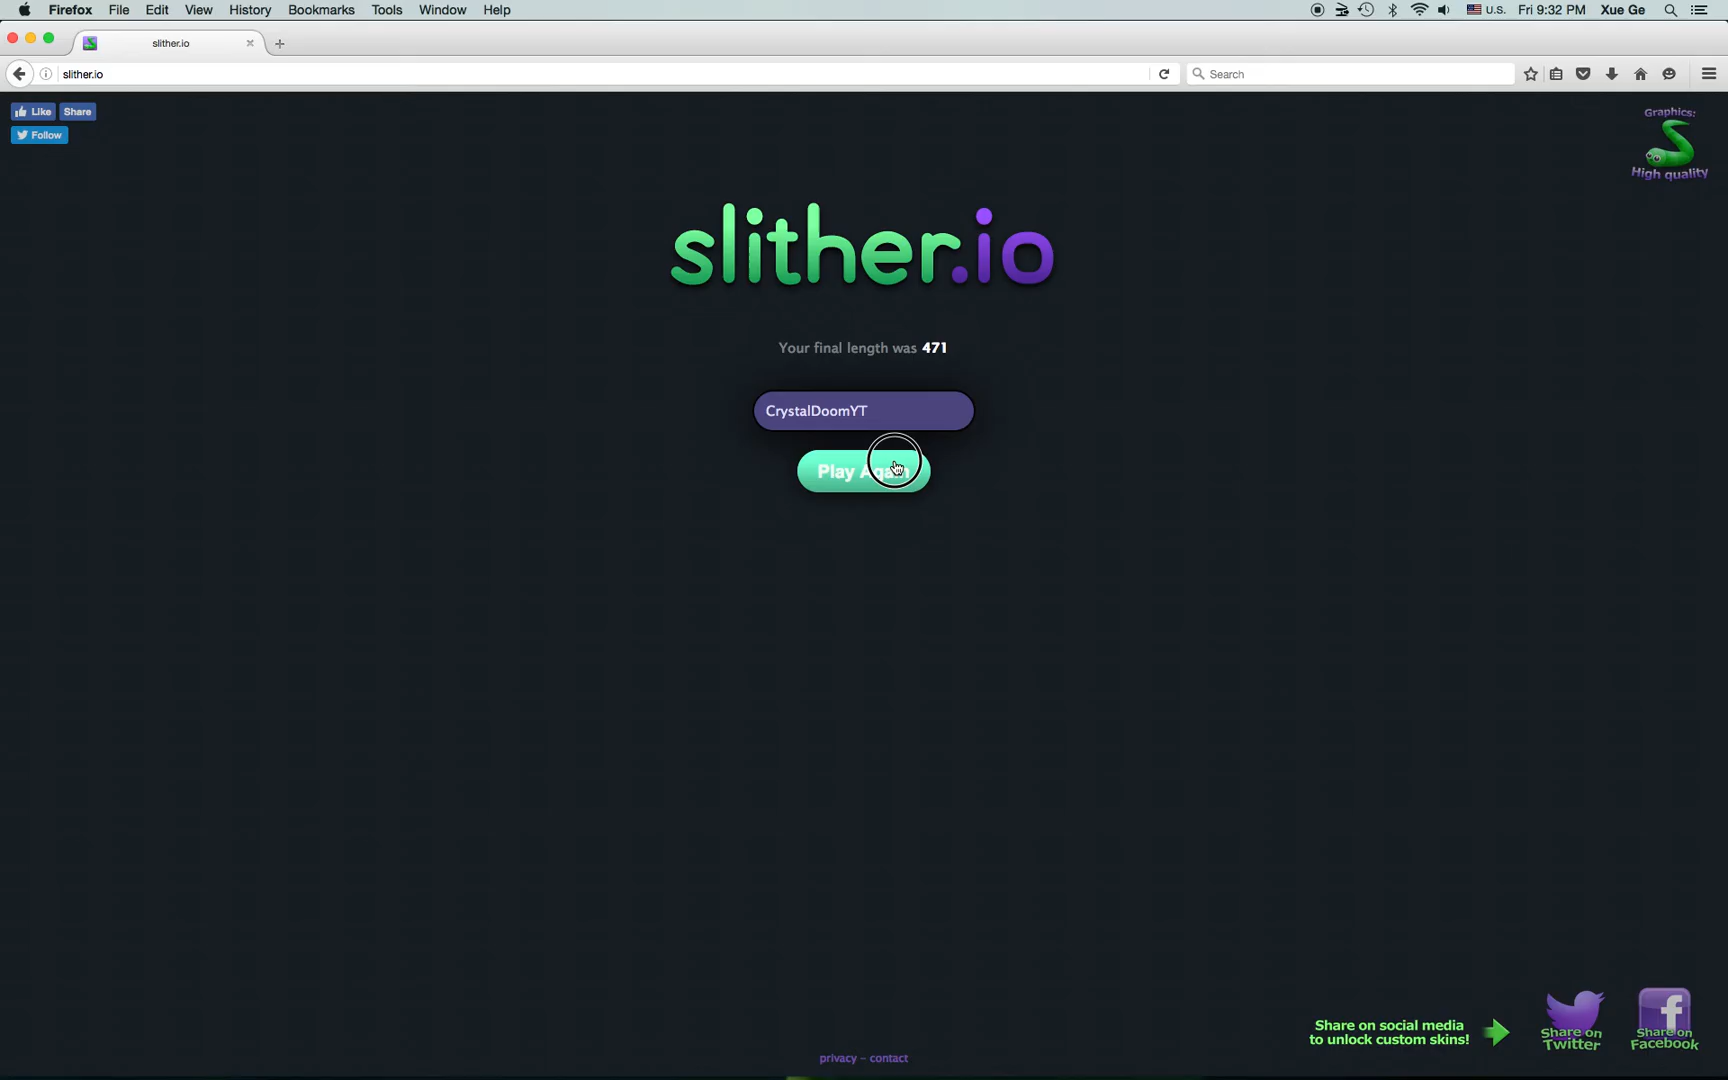 Firefox File Edit View History Bookmarks Tools Window Help U.S. Fri 9:32 PM Xue Ge
slither.io
slither.io Search
Like Share
Follow
Graphics:
High quality
slither.io
Your final length was 471
CrystalDoomYT
Play Again
Share on social media
to unlock custom skins!
Share on
Twitter
Share on
Facebook
privacy – contact